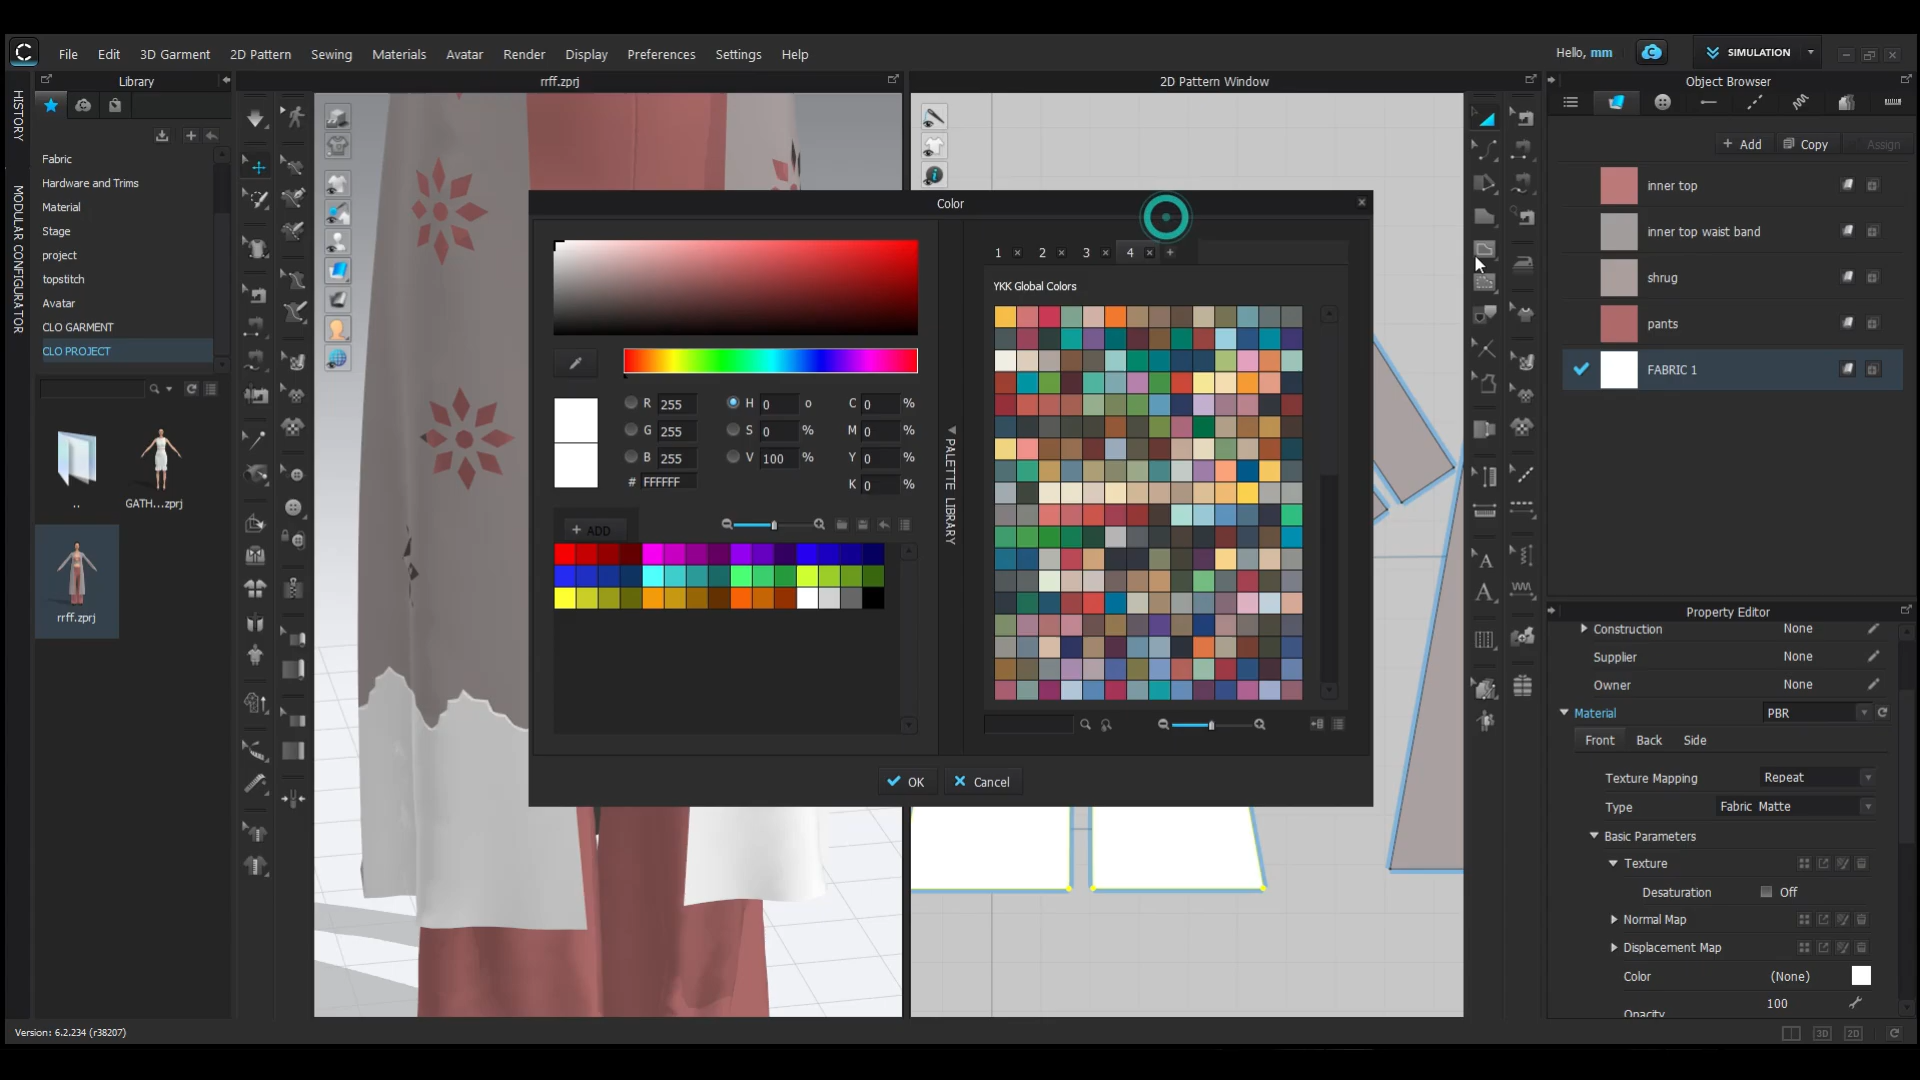 File Edit 3D Garment 2D Pattern Sewing Materials Avatar Render Display Preferences Settings Help
Hello, mm
SIMULATION
Library
rrff.zprj
2D Pattern Window
Object Browser
HISTORY
MODULAR CONFIGURATOR
Fabric
Hardware and Trims
Material
Stage
project
topstitch
Avatar
CLO GARMENT
CLO PROJECT
..
GATH...zprj
rrff.zprj
Color
R 255
G 255
B 255
# FFFFFF
H 0 o
S 0 %
V 100 %
C 0 %
M 0 %
Y 0 %
K 0 %
+ ADD
PALETTE LIBRARY
1 2 3 4 +
YKK Global Colors
OK
Cancel
+ Add
Copy
Assign
inner top
inner top waist band
shrug
pants
FABRIC 1
Property Editor
Construction None
Supplier None
Owner None
Material PBR
Front Back Side
Texture Mapping Repeat
Type Fabric Matte
Basic Parameters
Texture
Desaturation Off
Normal Map
Displacement Map
Color (None)
Opacity 100
Version: 6.2.234 (r38207)
3D 2D